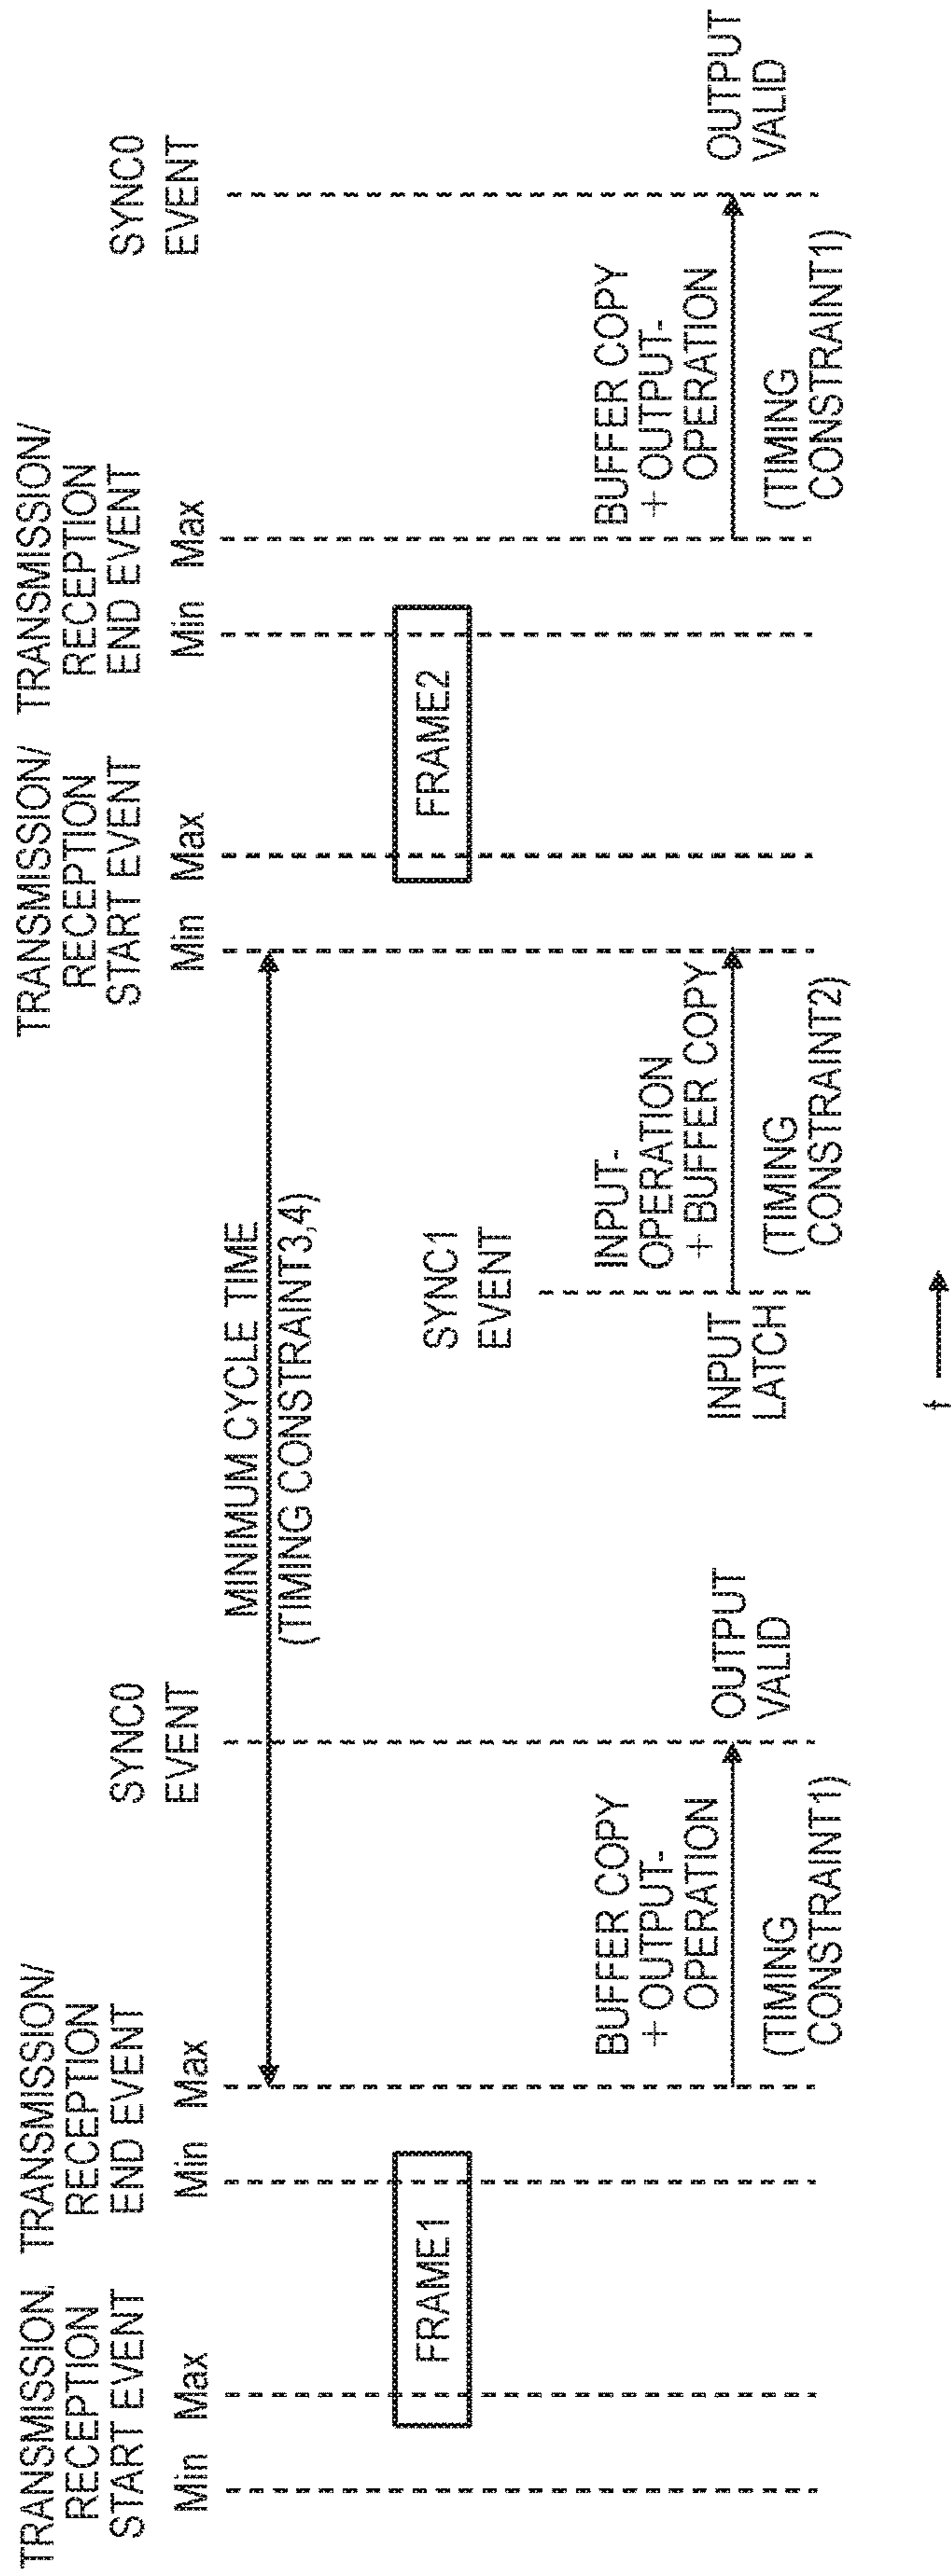 TRANSMISSION/
RECEPTION
START EVENT
Min Max
TRANSMISSION/
RECEPTION
END EVENT
Min Max
SYNC0
EVENT
MINIMUM CYCLE TIME
(TIMING CONSTRAINT3,4)
TRANSMISSION/
RECEPTION
START EVENT
Min Max
TRANSMISSION/
RECEPTION
END EVENT
Min Max
SYNC0
EVENT
FRAME1
SYNC1
EVENT
FRAME2
BUFFER COPY
+ OUTPUT-
OPERATION
(TIMING
CONSTRAINT1)
OUTPUT
VALID
INPUT
LATCH
INPUT-
OPERATION
+ BUFFER COPY
(TIMING
CONSTRAINT2)
BUFFER COPY
+ OUTPUT-
OPERATION
(TIMING
CONSTRAINT1)
OUTPUT
VALID
t